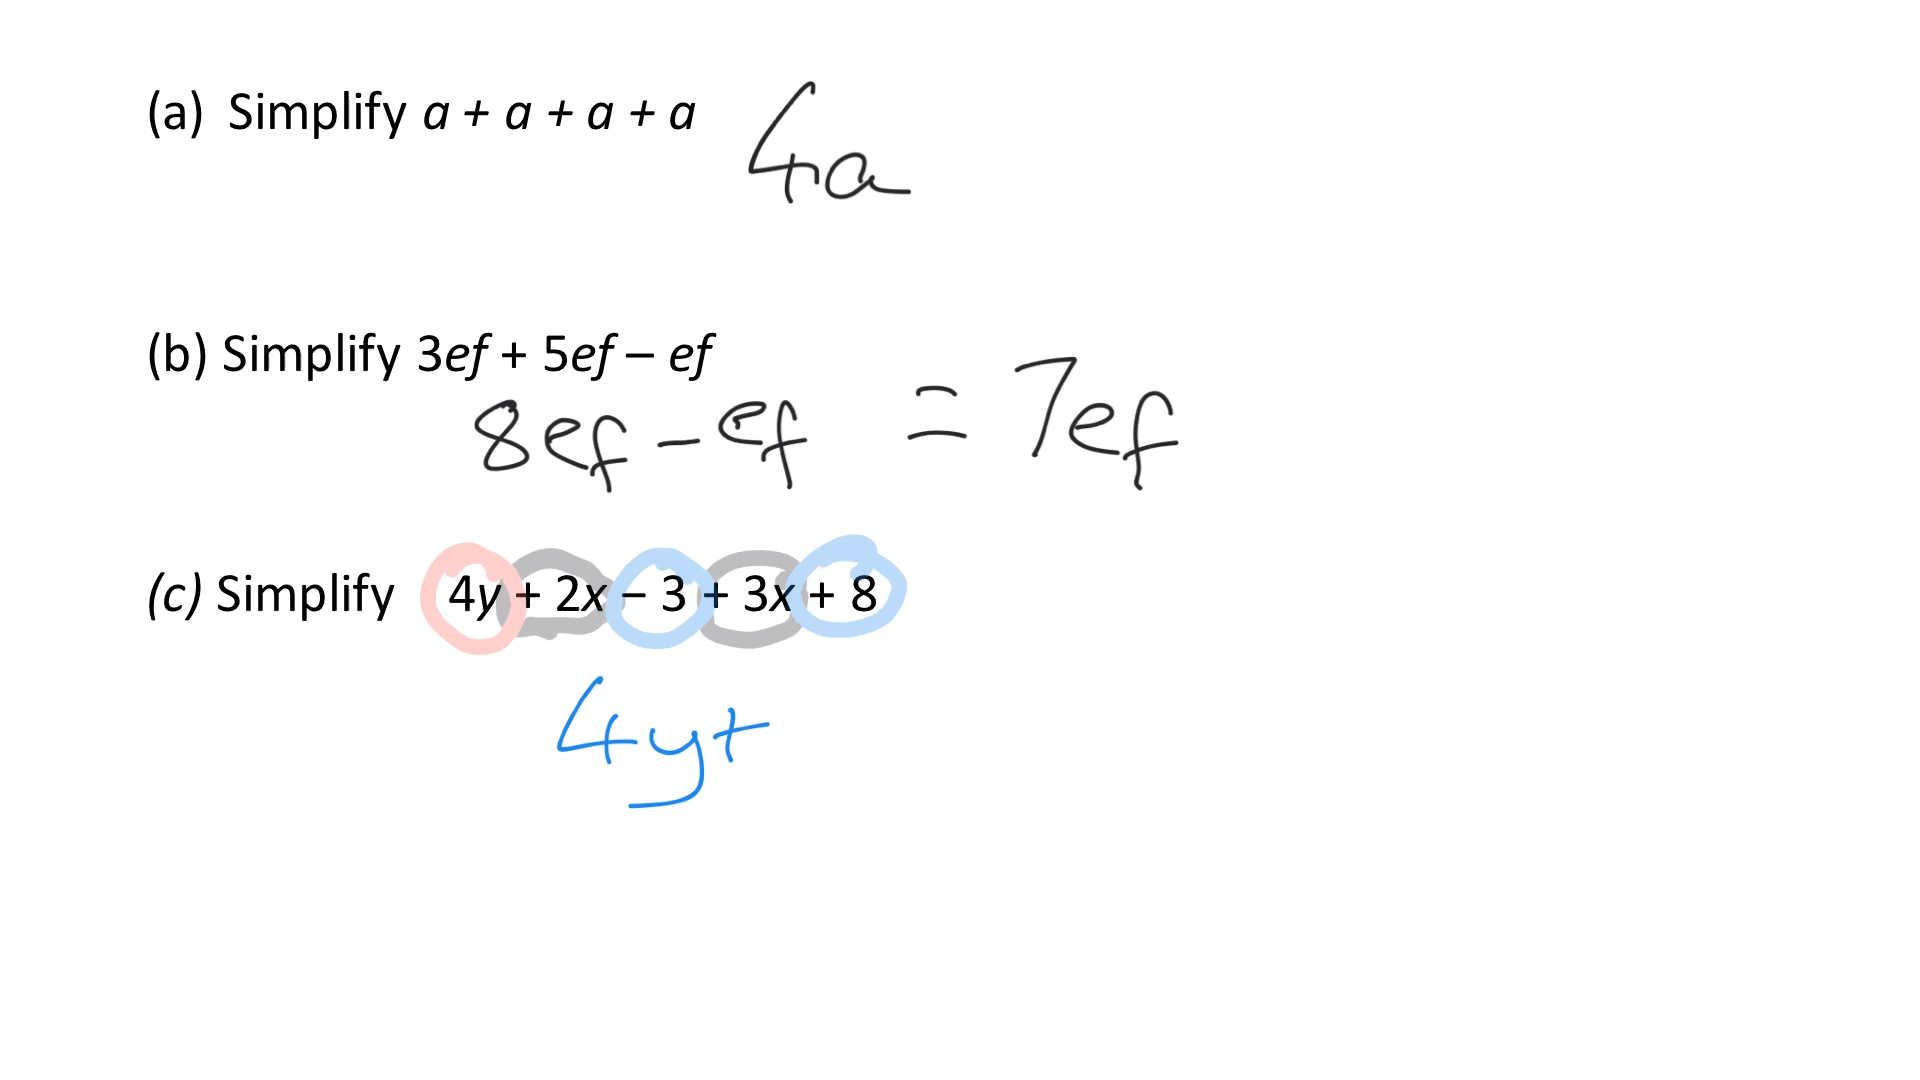 (a) Simplify a + a + a + a 4a
(b) Simplify 3ef + 5ef – ef
8ef – ef = 7ef
(c) Simplify 4y + 2x – 3 + 3x + 8
4y+